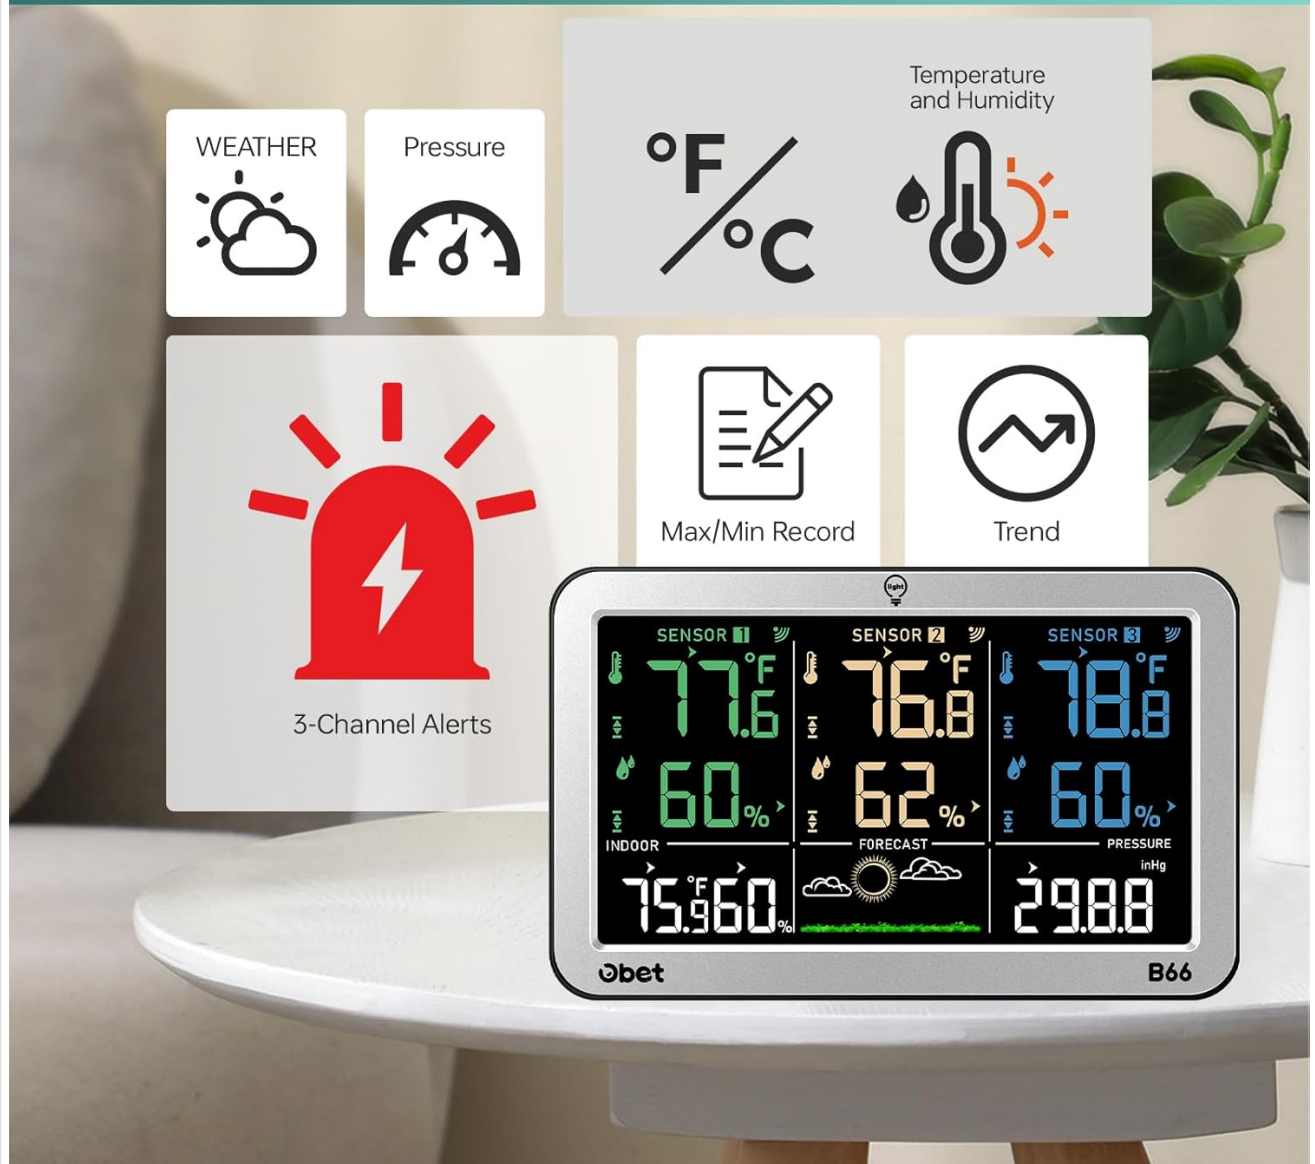 WEATHER
Pressure
°F/°C
Temperature
and Humidity
3-Channel Alerts
Max/Min Record
Trend
light
SENSOR 1
SENSOR 2
SENSOR 3
77.6 °F
76.8 °F
78.8 °F
60%
62%
60%
INDOOR
FORECAST
PRESSURE
75.9 °F 60%
inHg
29.88
Obet
B66